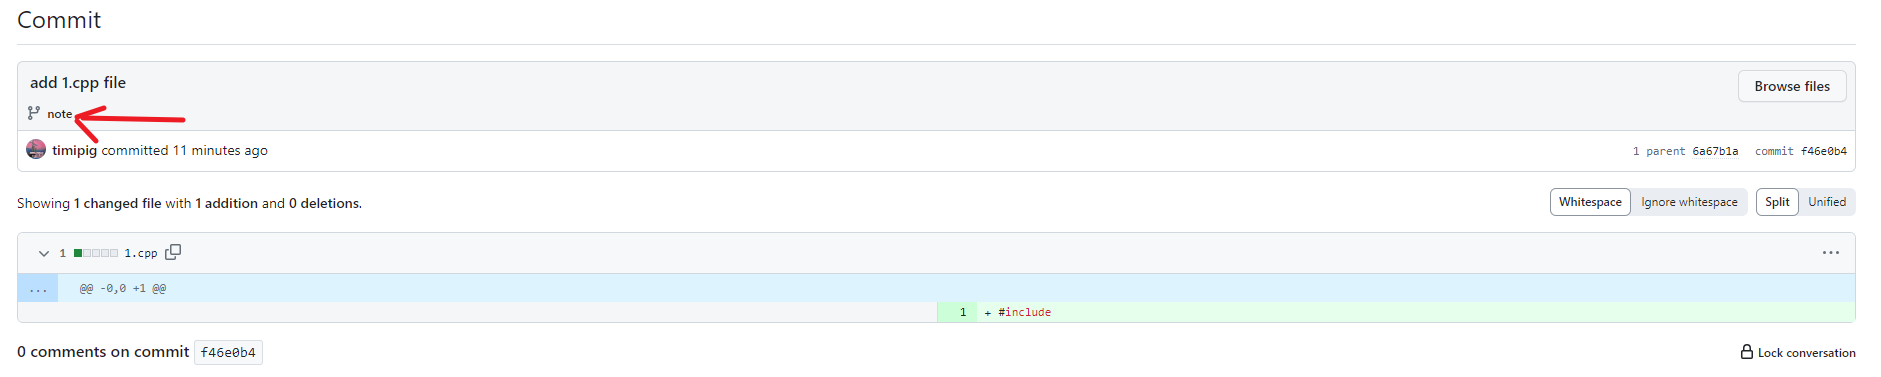 Commit
add 1.cpp file
Browse files
note
timipig committed 11 minutes ago
1 parent 6a67b1a commit f46e0b4
Showing 1 changed file with 1 addition and 0 deletions.
Whitespace Ignore whitespace Split Unified
1 1.cpp
... @@ -0,0 +1 @@
1 + #include
0 comments on commit f46e0b4
Lock conversation